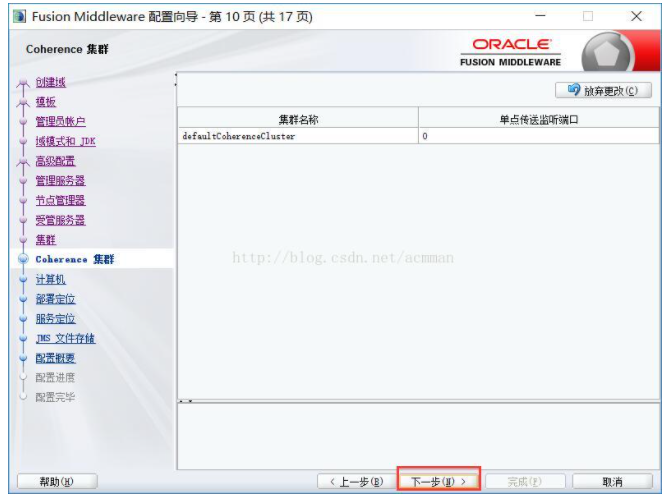 Fusion Middleware 配置向导 - 第 10 页 (共 17 页)
Coherence 集群
ORACLE
FUSION MIDDLEWARE
创建域
模板
管理员帐户
域模式和 JDK
高级配置
管理服务器
节点管理器
受管服务器
集群
Coherence 集群
计算机
部署定位
服务定位
JMS 文件存储
配置概要
配置进度
配置完毕
放弃更改(C)
集群名称 单点传送监听端口
defaultCoherenceCluster 0
http://blog.csdn.net/acmman
帮助(H) < 上一步(B) 下一步(N) > 完成(F) 取消